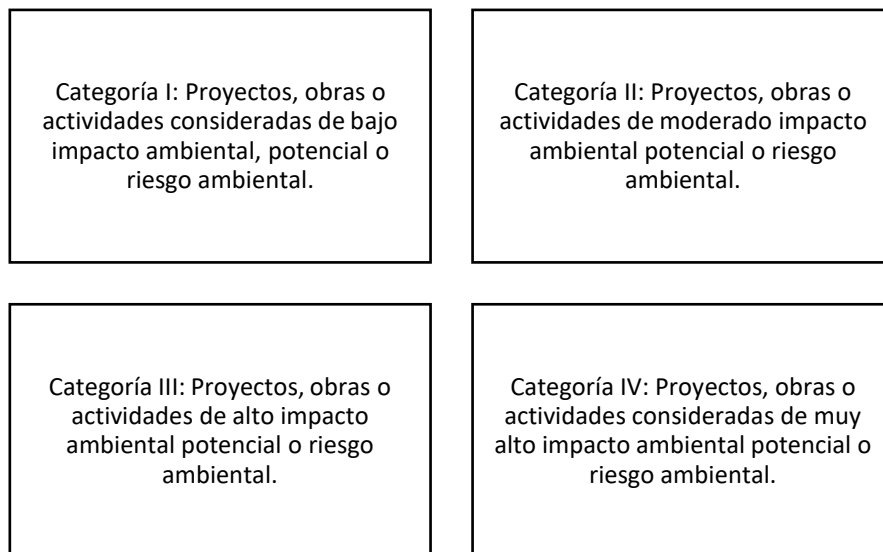 Categoría I: Proyectos, obras o
actividades consideradas de bajo
impacto ambiental, potencial o
riesgo ambiental.
Categoría II: Proyectos, obras o
actividades de moderado impacto
ambiental potencial o riesgo
ambiental.
Categoría III: Proyectos, obras o
actividades de alto impacto
ambiental potencial o riesgo
ambiental.
Categoría IV: Proyectos, obras o
actividades consideradas de muy
alto impacto ambiental potencial o
riesgo ambiental.